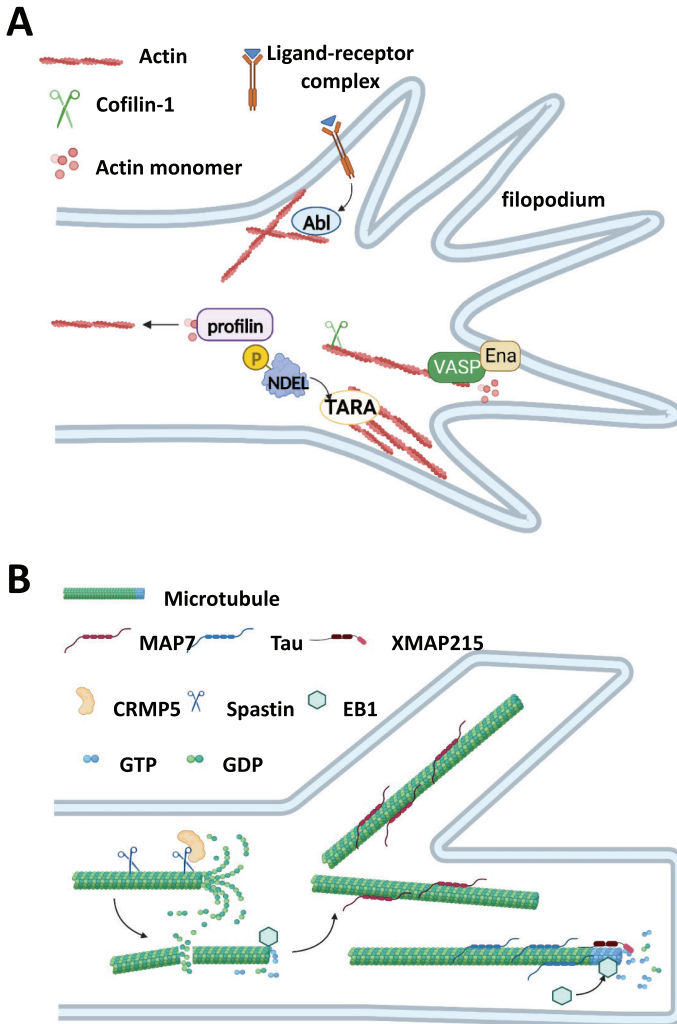 A
Actin
Ligand-receptor
complex
Cofilin-1
Actin monomer
filopodium
Abl
profilin
P
NDEL
TARA
VASP
Ena
B
Microtubule
MAP7
Tau
XMAP215
CRMP5
Spastin
EB1
GTP
GDP